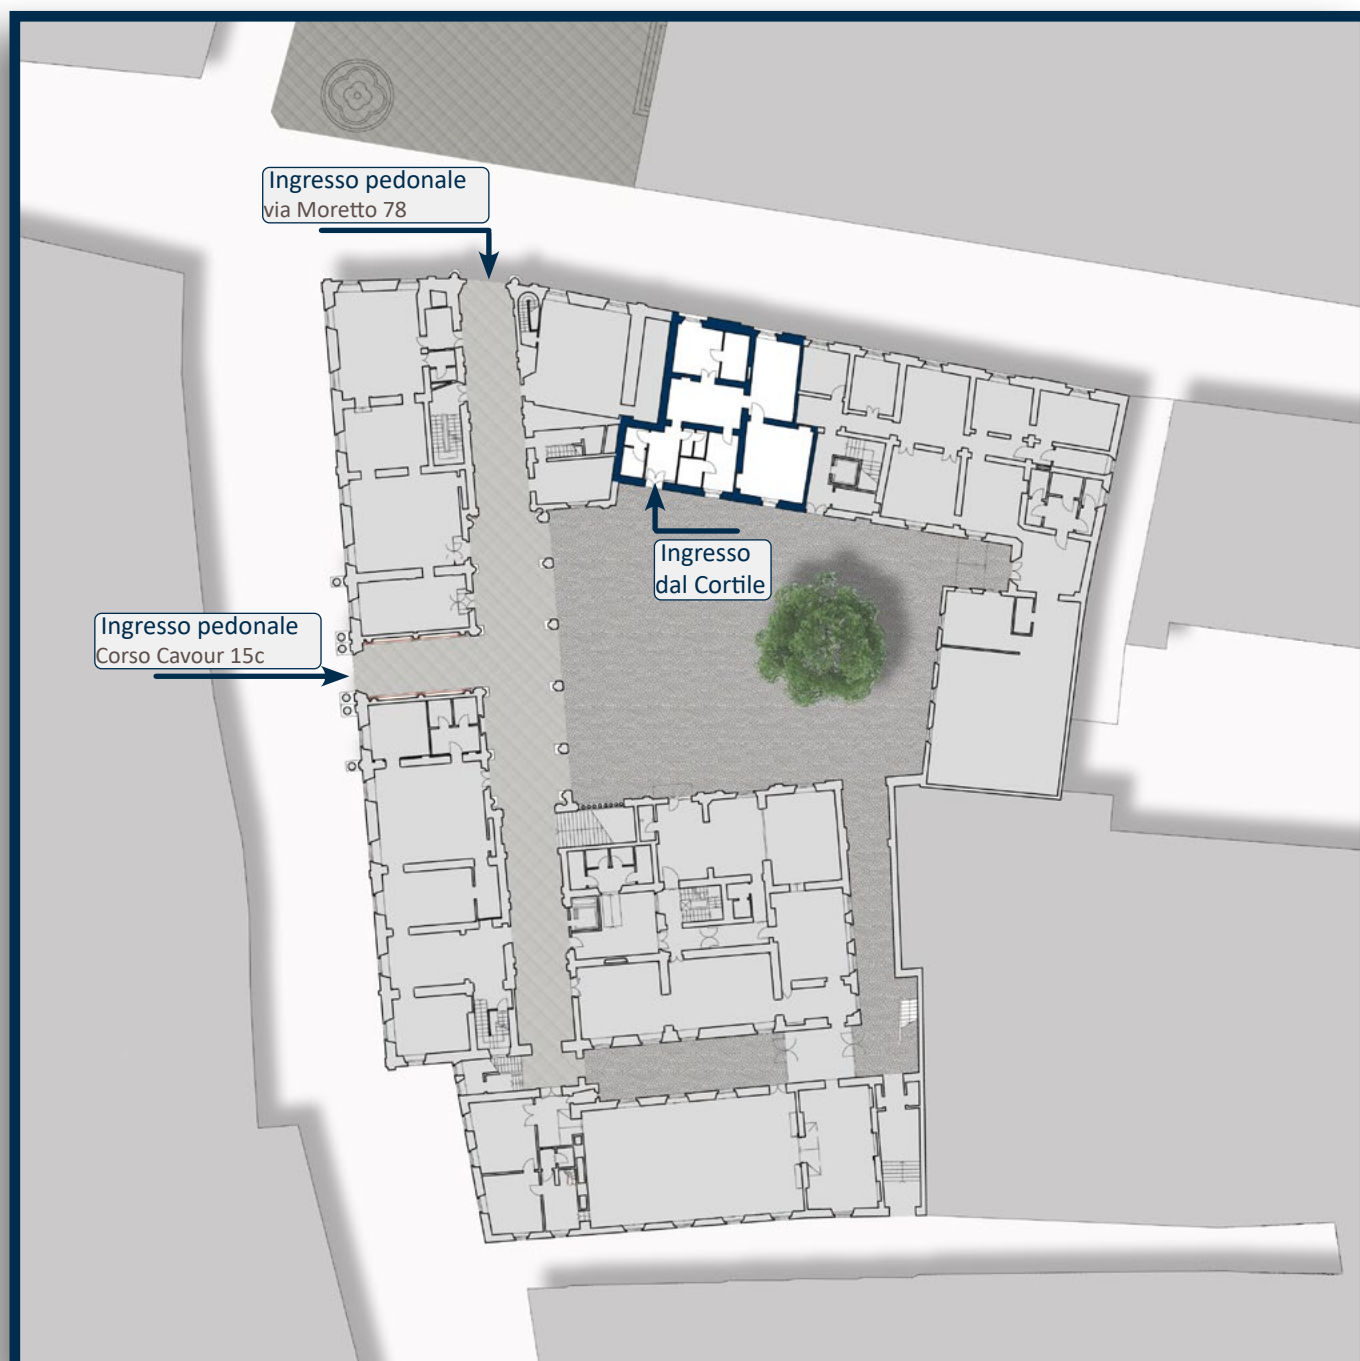 Ingresso pedonale
via Moretto 78
Ingresso
dal Cortile
Ingresso pedonale
Corso Cavour 15c